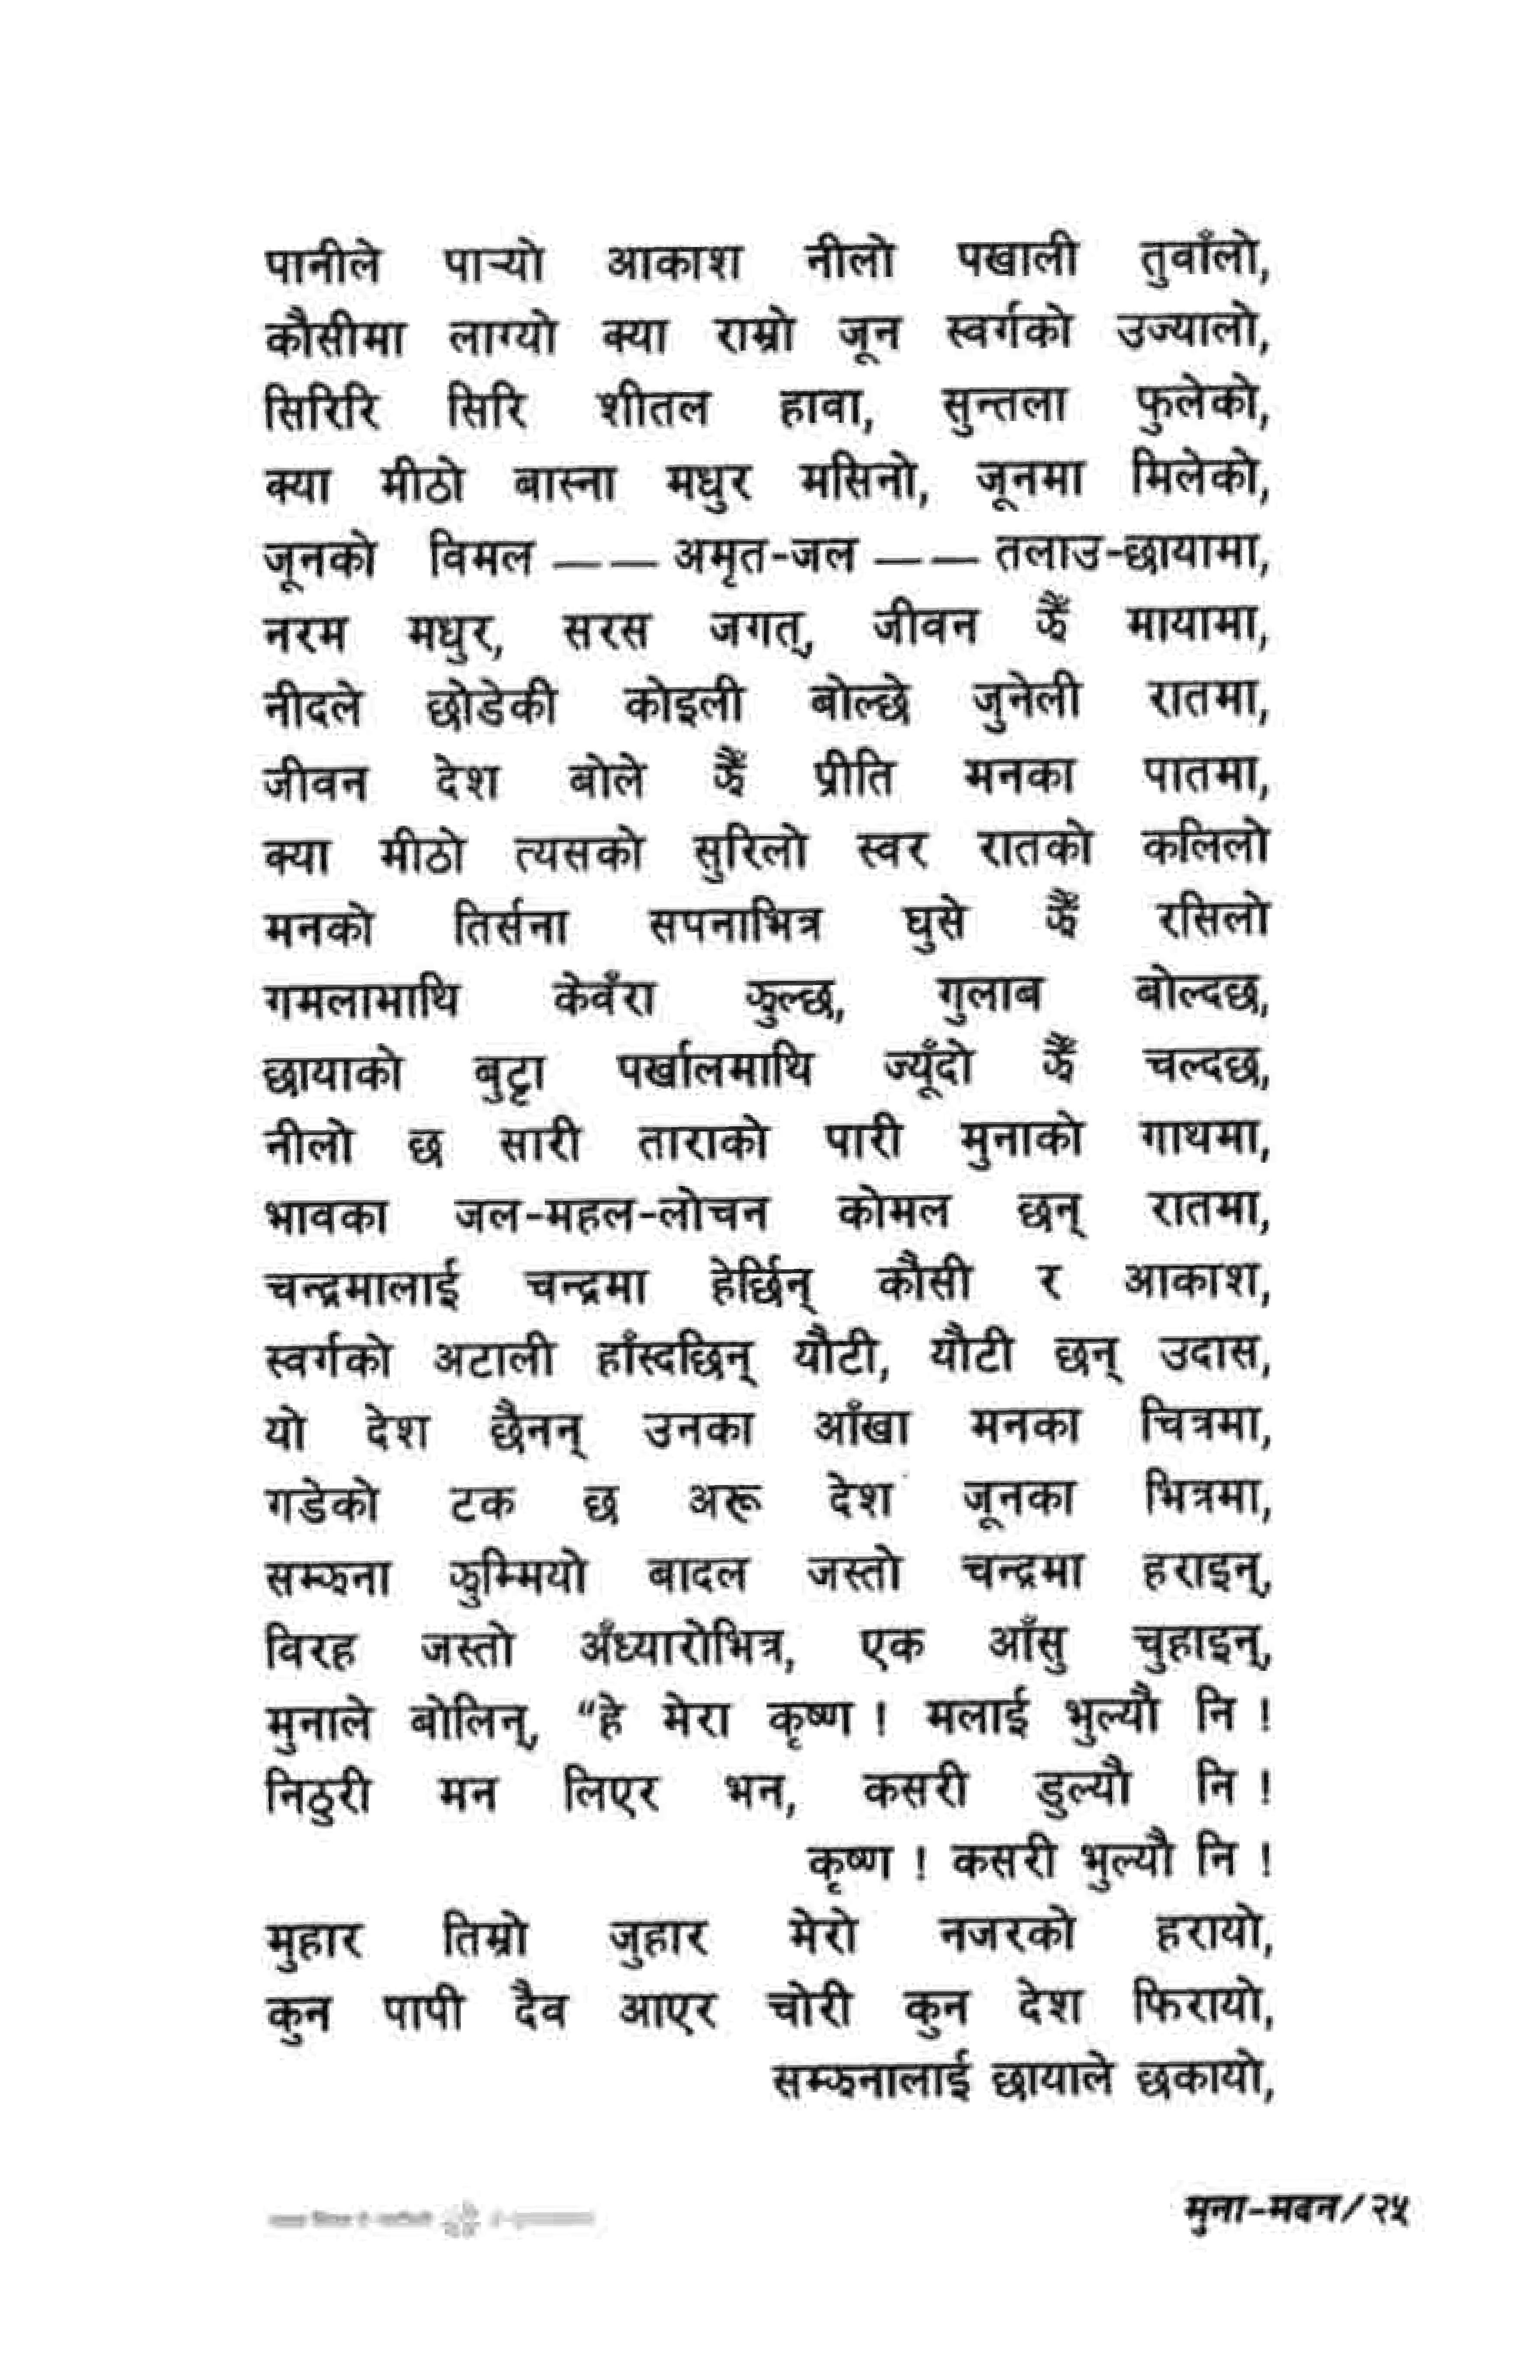 पानीले पार्‍यो आकाश नीलो पखाली तुवाँलो,
कौसीमा लाग्यो क्या राम्रो जून स्वर्गको उज्यालो,
सिरिरि सिरि शीतल हावा, सुन्तला फुलेको,
क्या मीठो बास्ना मधुर मसिनो, जूनमा मिलेको,
जूनको विमल —— अमृत-जल —— तलाउ-छायामा,
नरम मधुर, सरस जगत्, जीवन झैँ मायामा,
नीदले छोडेकी कोइली बोल्छे जुनेली रातमा,
जीवन देश बोले झैँ प्रीति मनका पातमा,
क्या मीठो त्यसको सुरिलो स्वर रातको कलिलो
मनको तिर्सना सपनाभित्र घुसे झैँ रसिलो
गमलामाथि केवँरा झुल्छ, गुलाब बोल्दछ,
छायाको बुट्टा पर्खालमाथि ज्यूँदो झैँ चल्दछ,
नीलो छ सारी ताराको पारी मुनाको गाथमा,
भावका जल-महल-लोचन कोमल छन् रातमा,
चन्द्रमालाई चन्द्रमा हेर्छिन् कौसी र आकाश,
स्वर्गको अटाली हाँस्दछिन् यौटी, यौटी छन् उदास,
यो देश छैनन् उनका आँखा मनका चित्रमा,
गडेको टक छ अरू देश जूनका भित्रमा,
सम्झना झुम्मियो बादल जस्तो चन्द्रमा हराइन्,
विरह जस्तो अँध्यारोभित्र, एक आँसु चुहाइन्,
मुनाले बोलिन्, “हे मेरा कृष्ण ! मलाई भुल्यौ नि !
निठुरी मन लिएर भन, कसरी डुल्यौ नि !
कृष्ण ! कसरी भुल्यौ नि !
मुहार तिम्रो जुहार मेरो नजरको हरायो,
कुन पापी दैव आएर चोरी कुन देश फिरायो,
सम्झनालाई छायाले छकायो,
मुना-मदन/२५